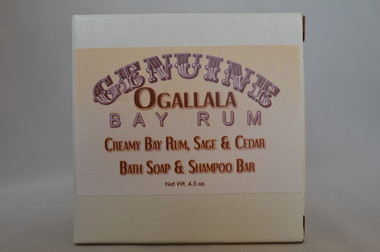 GENUINE
OGALLALA
BAY RUM
CREAMY BAY RUM, SAGE & CEDAR
BATH SOAP & SHAMPOO BAR
Net Wt. 4.5 oz.